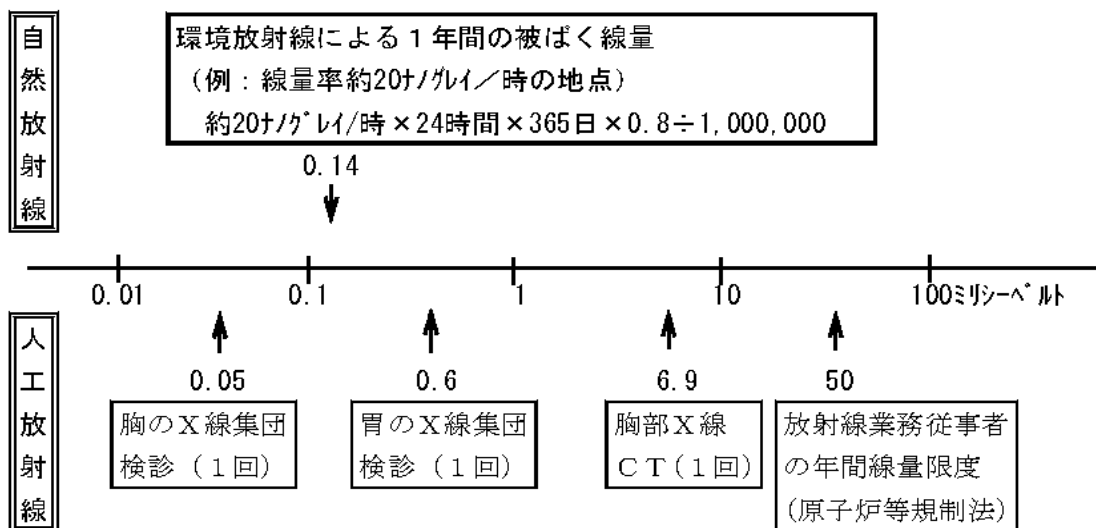 自然放射線
環境放射線による１年間の被ばく線量
（例：線量率約20ﾅﾉｸﾞﾚｲ／時の地点）
約20ﾅﾉｸﾞﾚｲ/時×24時間×365日×0.8÷1,000,000
0.14
0.01 0.1 1 10 100ﾐﾘｼｰﾍﾞﾙﾄ
人工放射線
0.05 0.6 6.9 50
胸のＸ線集団
検診（１回）
胃のＸ線集団
検診（１回）
胸部Ｘ線
ＣＴ(１回)
放射線業務従事者
の年間線量限度
(原子炉等規制法)